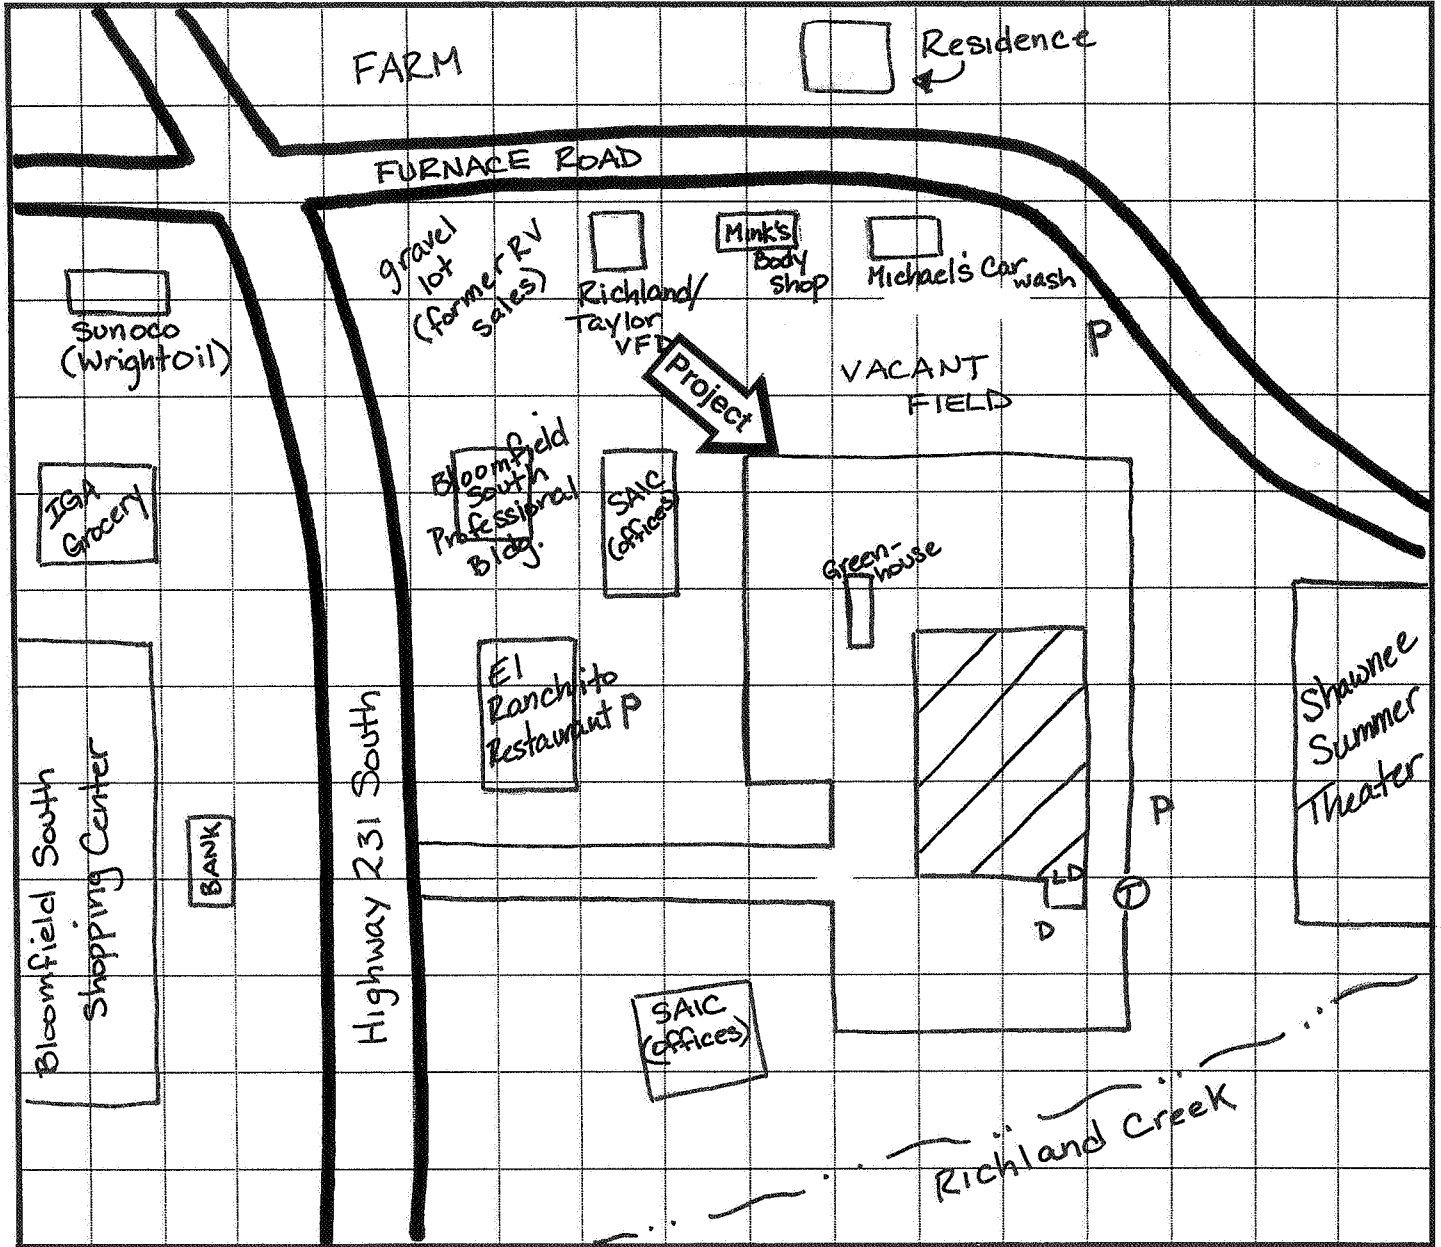 FARM
Residence
FURNACE ROAD
gravel
lot
(former RV
sales)
Richland/
Taylor
VFD
Mink's
Body
shop
Michael's Car
wash
Sunoco
(Wright Oil)
P
Project
VACANT
FIELD
IGA
Grocery
Bloomfield
South
Professional
Bldg.
SAIC
(offices)
Green-
house
El
Ranchito
Restaurant P
Shawnee
Summer
Theater
Bloomfield South
Shopping Center
BANK
Highway 231 South
P
LD
T
D
SAIC
(offices)
Richland Creek